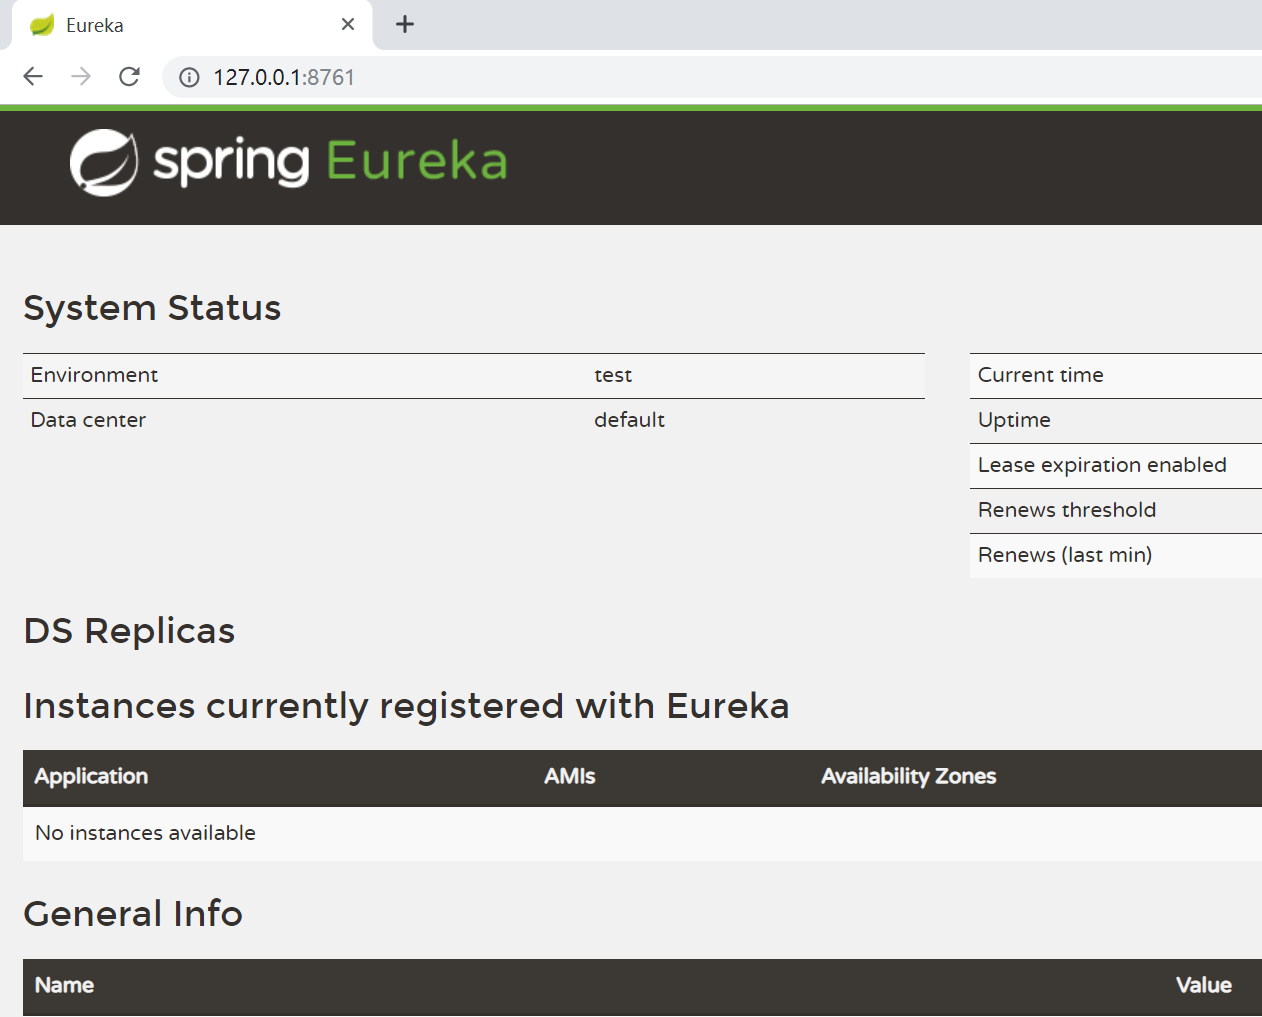 Eureka
127.0.0.1:8761
spring Eureka
System Status
Environment test
Data center default
Current time
Uptime
Lease expiration enabled
Renews threshold
Renews (last min)
DS Replicas
Instances currently registered with Eureka
Application AMIs Availability Zones
No instances available
General Info
Name Value